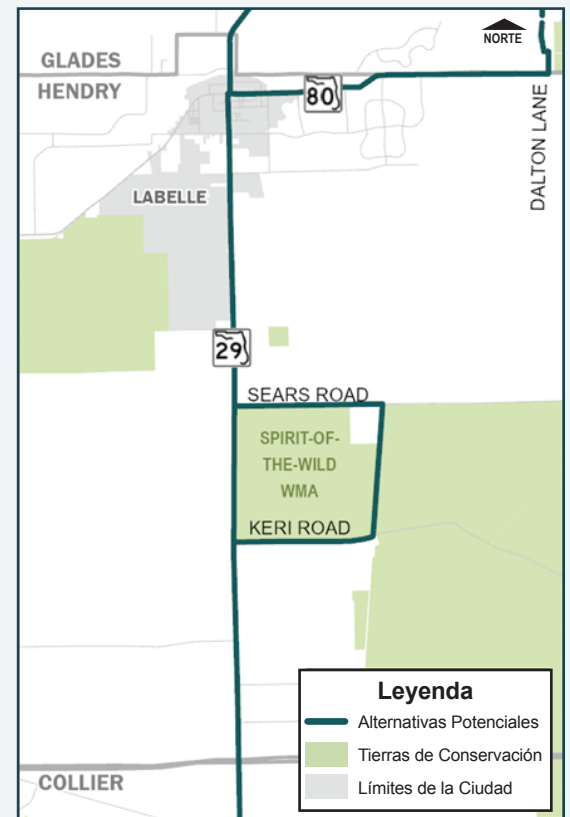 NORTE
GLADES
HENDRY
80
DALTON LANE
LABELLE
29
SEARS ROAD
SPIRIT-OF-
THE-WILD
WMA
KERI ROAD
COLLIER
Leyenda
Alternativas Potenciales
Tierras de Conservación
Límites de la Ciudad